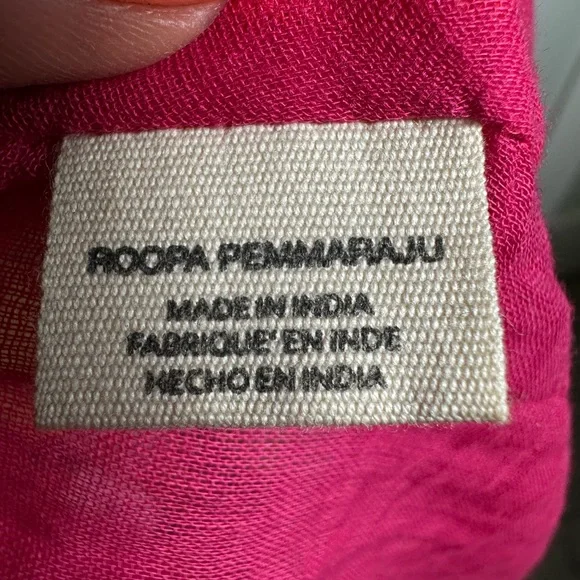 ROOPA PEMMARAJU
MADE IN INDIA
FABRIQUE' EN INDE
HECHO EN INDIA